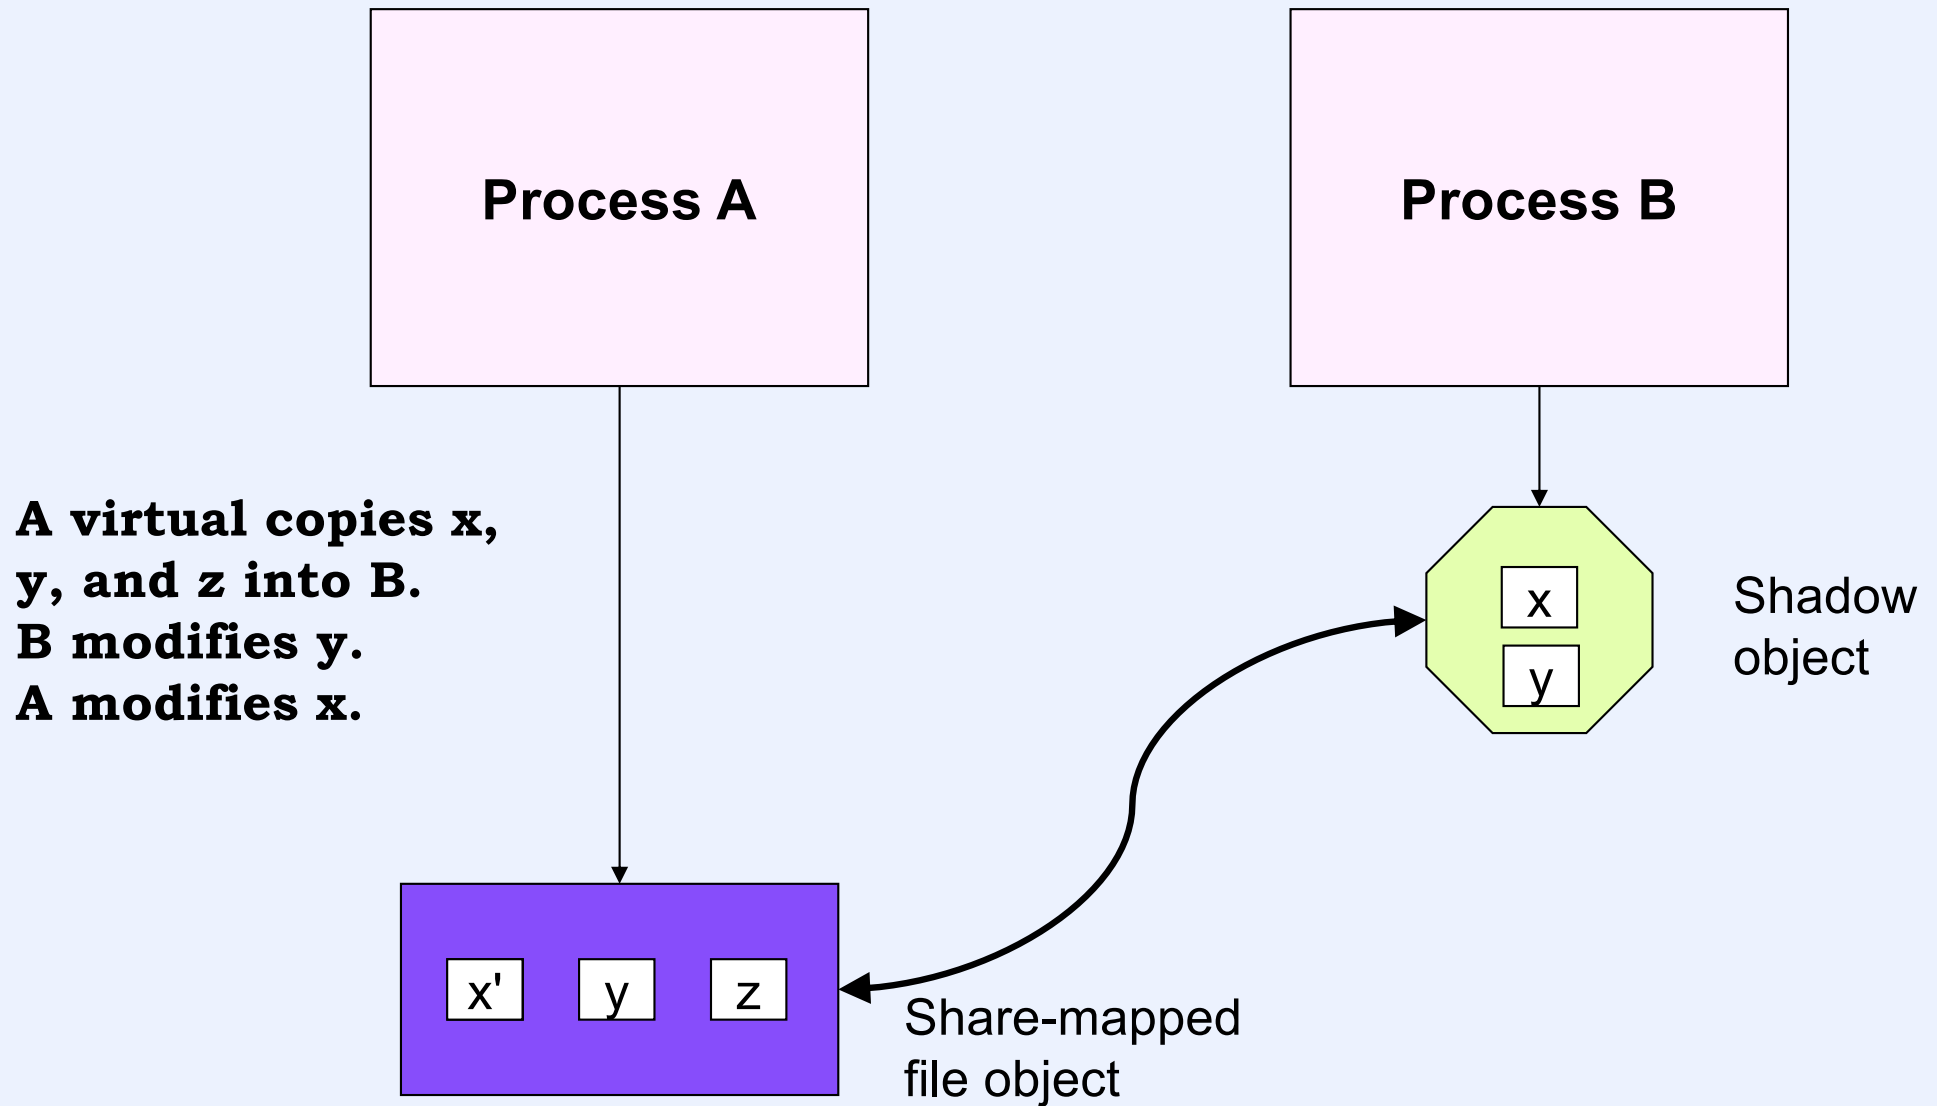 Process A
Process B
A virtual copies x,
y, and z into B.
B modifies y.
A modifies x.
x
y
Shadow
object
x' y z
Share-mapped
file object